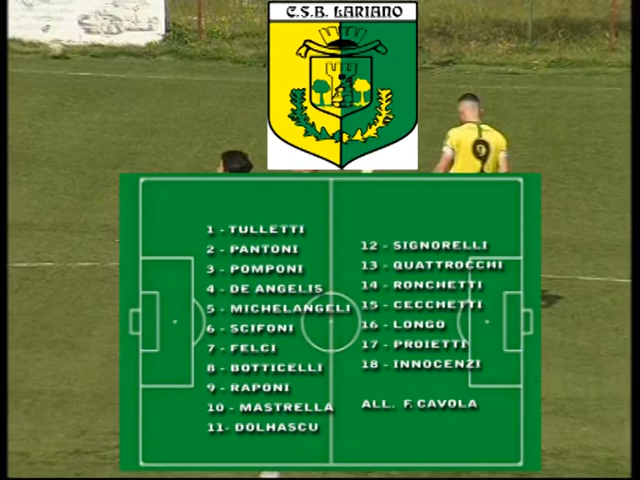 C.S.B. LARIANO
9
1 - TULLETTI
2 - PANTONI
3 - POMPONI
4 - DE ANGELIS
5 - MICHELANGELI
6 - SCIFONI
7 - FELCI
8 - BOTTICELLI
9 - RAPONI
10 - MASTRELLA
11- DOLHASCU
12 - SIGNORELLI
13 - QUATTROCCHI
14 - RONCHETTI
15 - CECCHETTI
16 - LONGO
17 - PROIETTI
18 - INNOCENZI
ALL. F. CAVOLA